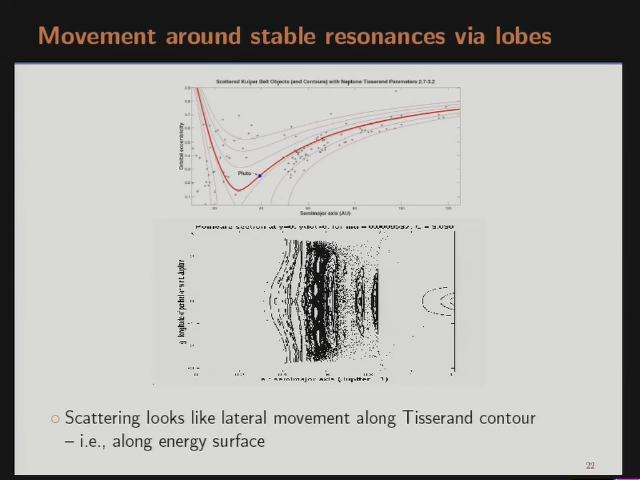 Movement around stable resonances via lobes
Scattered Kuiper Belt Objects (and Contours) with Neptune Tisserand Parameters 2.7-3.2
Orbital eccentricity
Pluto
Semimajor axis (AU)
Scattering looks like lateral movement along Tisserand contour
– i.e., along energy surface
22